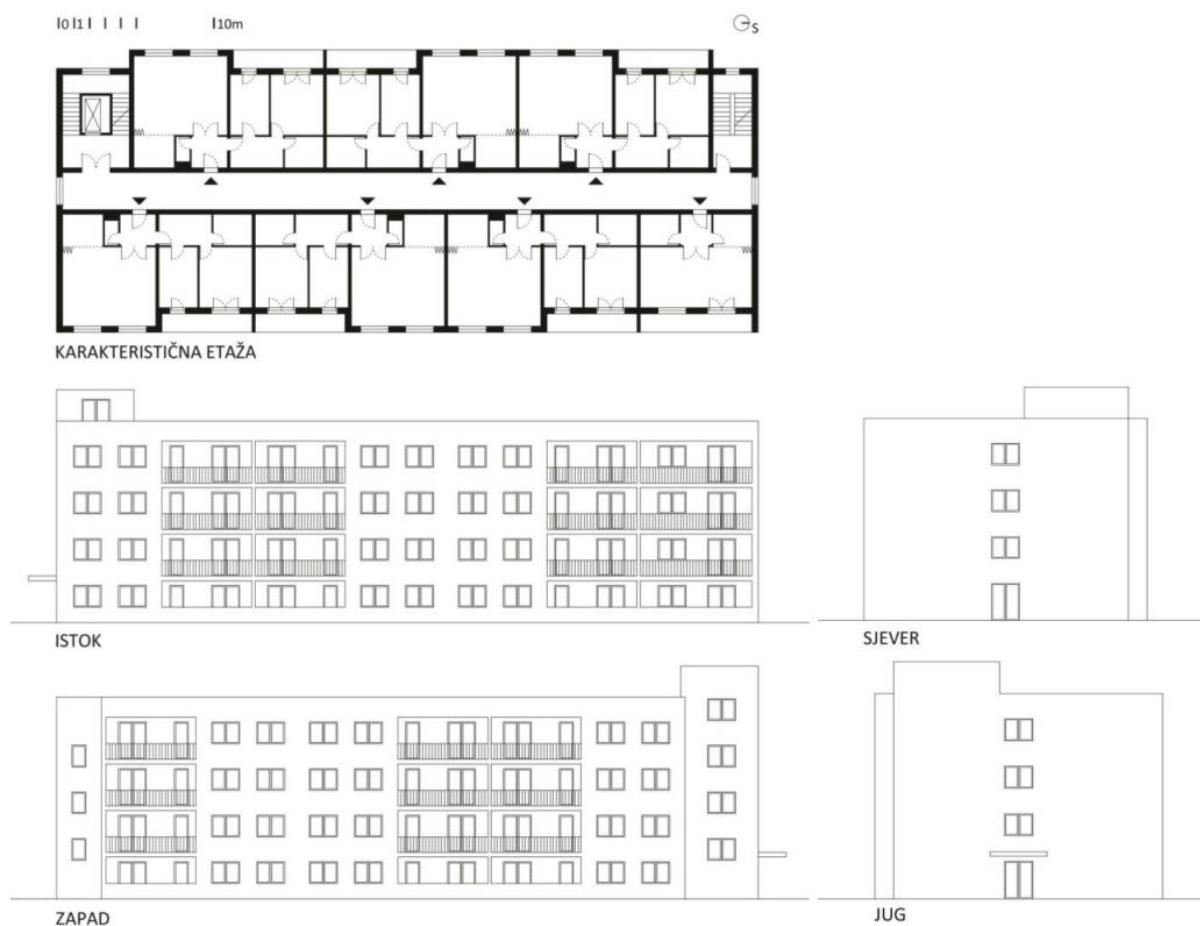 0 1 10m
S
KARAKTERISTIČNA ETAŽA
ISTOK
SJEVER
ZAPAD
JUG